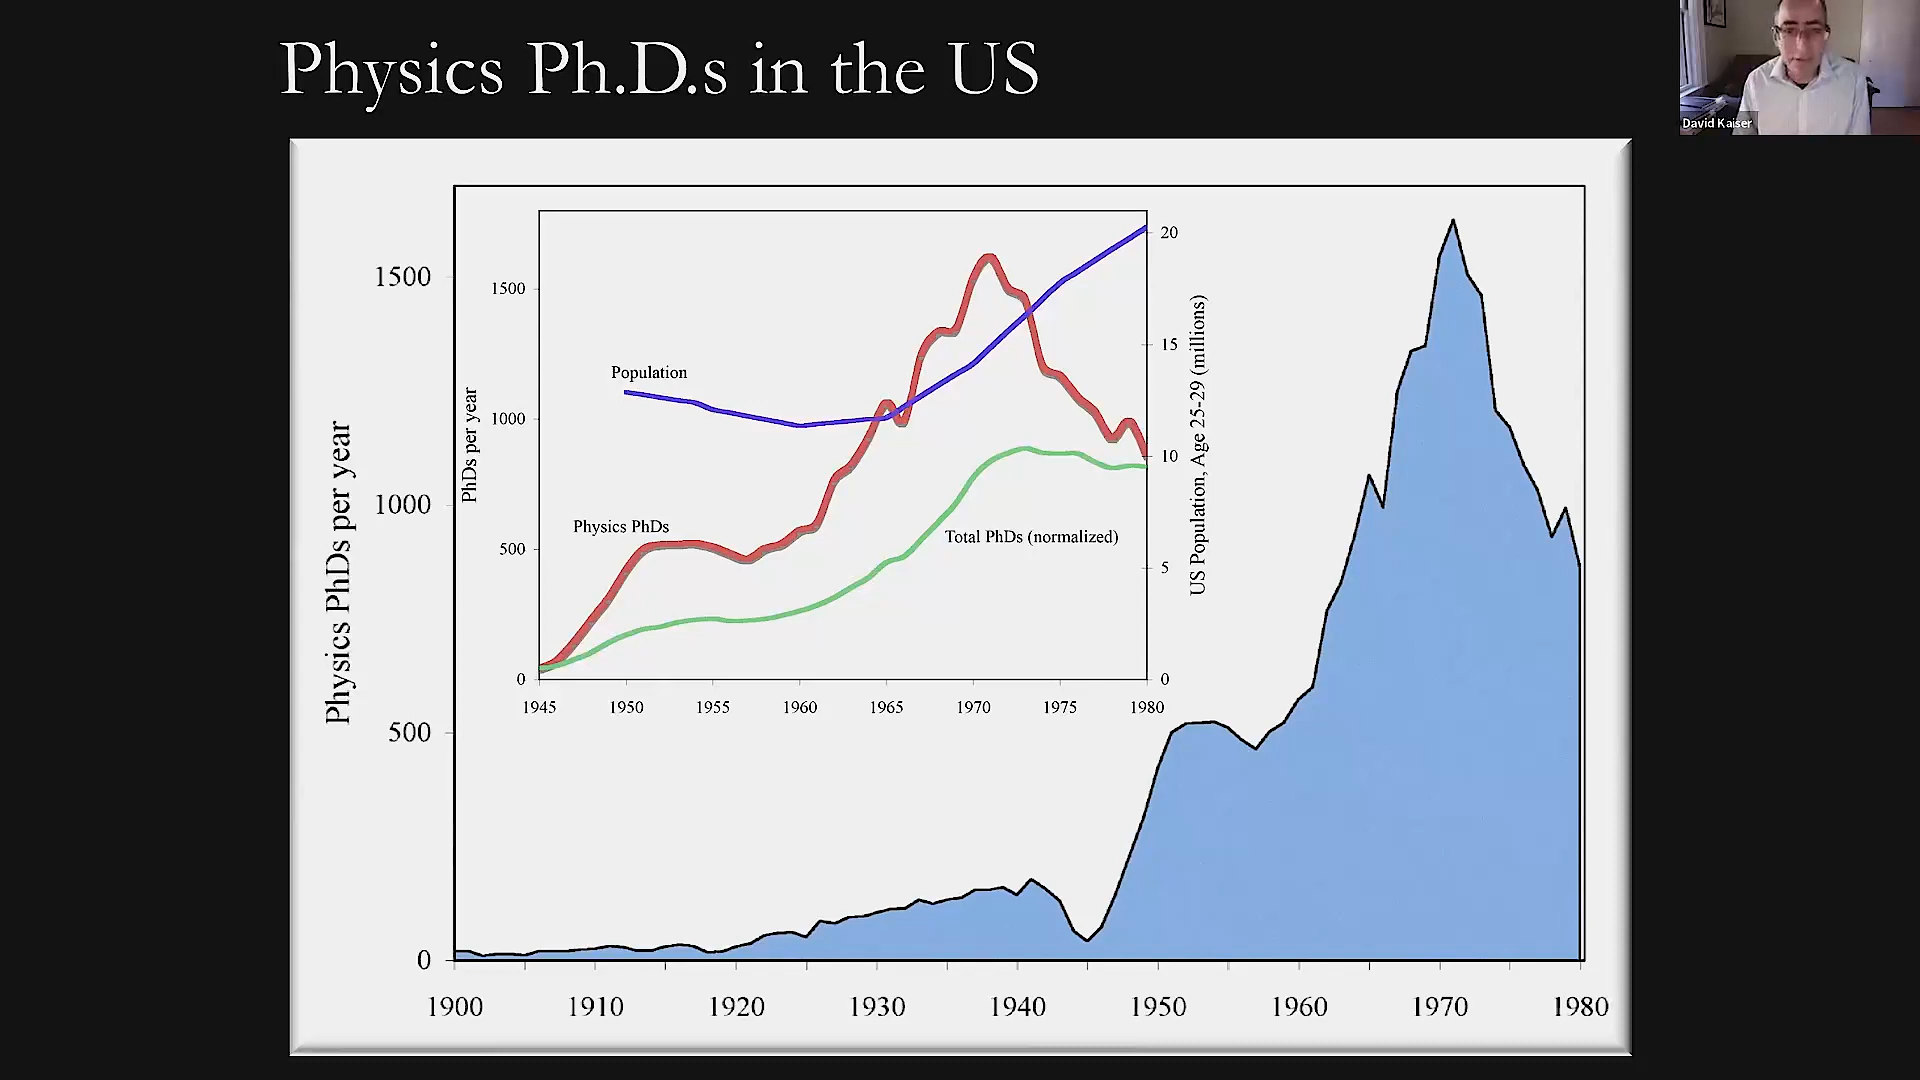 Physics Ph.D.s in the US
David Kaiser
Physics PhDs per year
1500
1000
500
0
1900 1910 1920 1930 1940 1950 1960 1970 1980
PhDs per year
1500
1000
500
0
1945 1950 1955 1960 1965 1970 1975 1980
Population
Physics PhDs
Total PhDs (normalized)
20
15
10
5
0
US Population, Age 25-29 (millions)